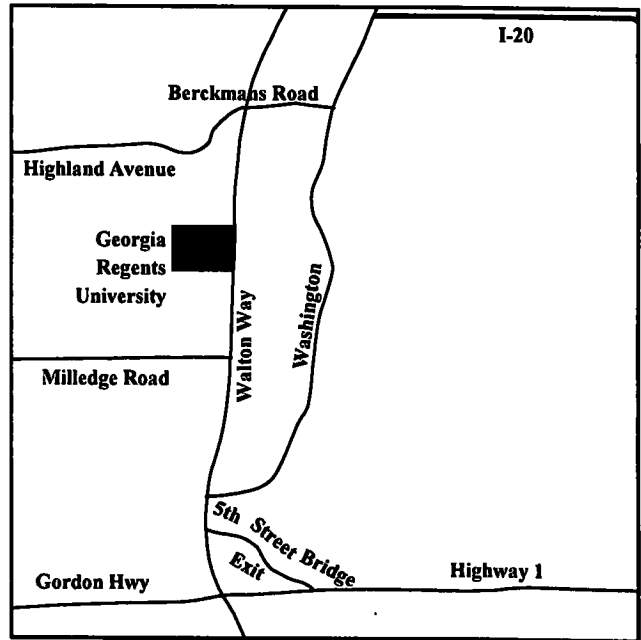 I-20
Berckmans Road
Highland Avenue
Georgia
Regents
University
Walton Way
Washington
Milledge Road
5th Street Bridge
Exit
Gordon Hwy
Highway 1